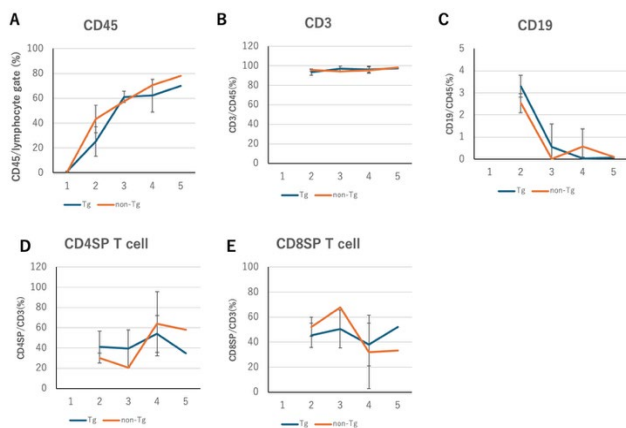 A
CD45
CD45/lymphocyte gate (%)
100
80
60
40
20
0
1 2 3 4 5
Tg non-Tg
B
CD3
CD3/CD45(%)
120
100
80
60
40
20
0
1 2 3 4 5
Tg non-Tg
C
CD19
CD19/CD45(%)
5
4
3
2
1
0
1 2 3 4 5
Tg non-Tg
D
CD4SP T cell
CD4SP/CD3(%)
120
100
80
60
40
20
0
1 2 3 4 5
Tg non-Tg
E
CD8SP T cell
CD8SP/CD3(%)
100
80
60
40
20
0
1 2 3 4 5
Tg non-Tg